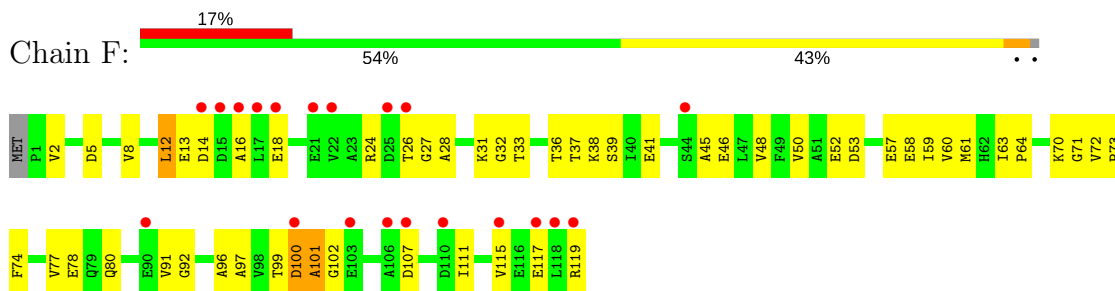 17%
Chain F:
54% 43% • •
MET P1 V2 D5 V8 L12 E13 D14 D15 A16 L17 E18 E21 V22 A23 R24 D25 T26 G27 A28 K31 G32 T33 T36 T37 K38 S39 I40 E41 S44 A45 E46 L47 V48 F49 V50 A51 E52 D53 E57 E58 I59 V60 M61 H62 I63 P64 K70 G71 V72 P73
F74 V77 E78 Q79 Q80 E90 V91 G92 A96 A97 V98 T99 D100 A101 G102 E103 A106 D107 D110 I111 V115 E116 E117 L118 R119